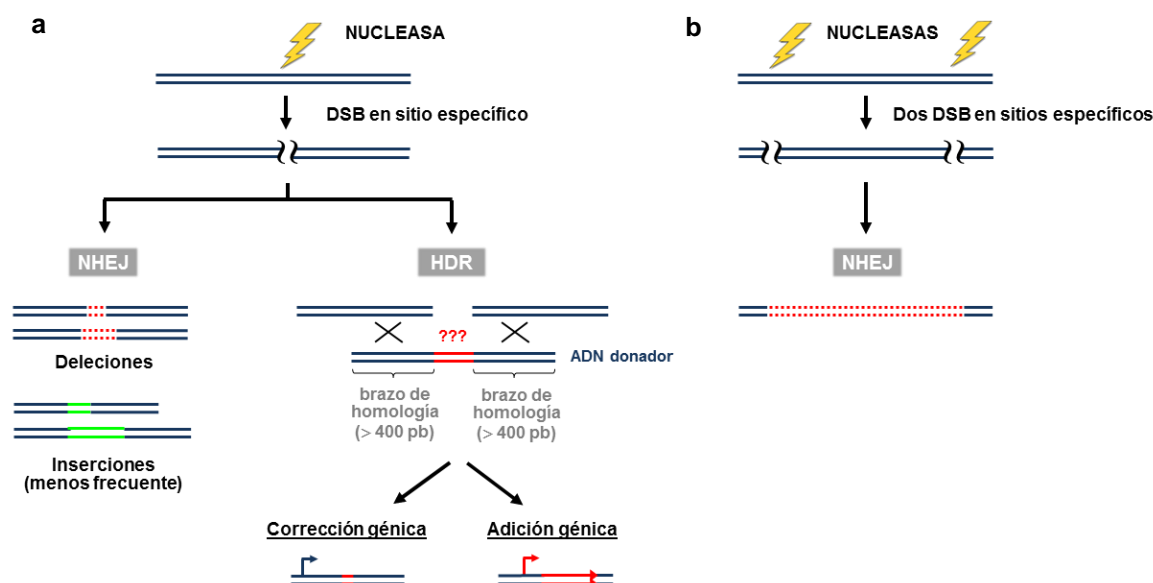 a
NUCLEASA
DSB en sitio específico
NHEJ
HDR
Deleciones
Inserciones
(menos frecuente)
???
ADN donador
brazo de
homología
(> 400 pb)
brazo de
homología
(> 400 pb)
Corrección génica
Adición génica
b
NUCLEASAS
Dos DSB en sitios específicos
NHEJ